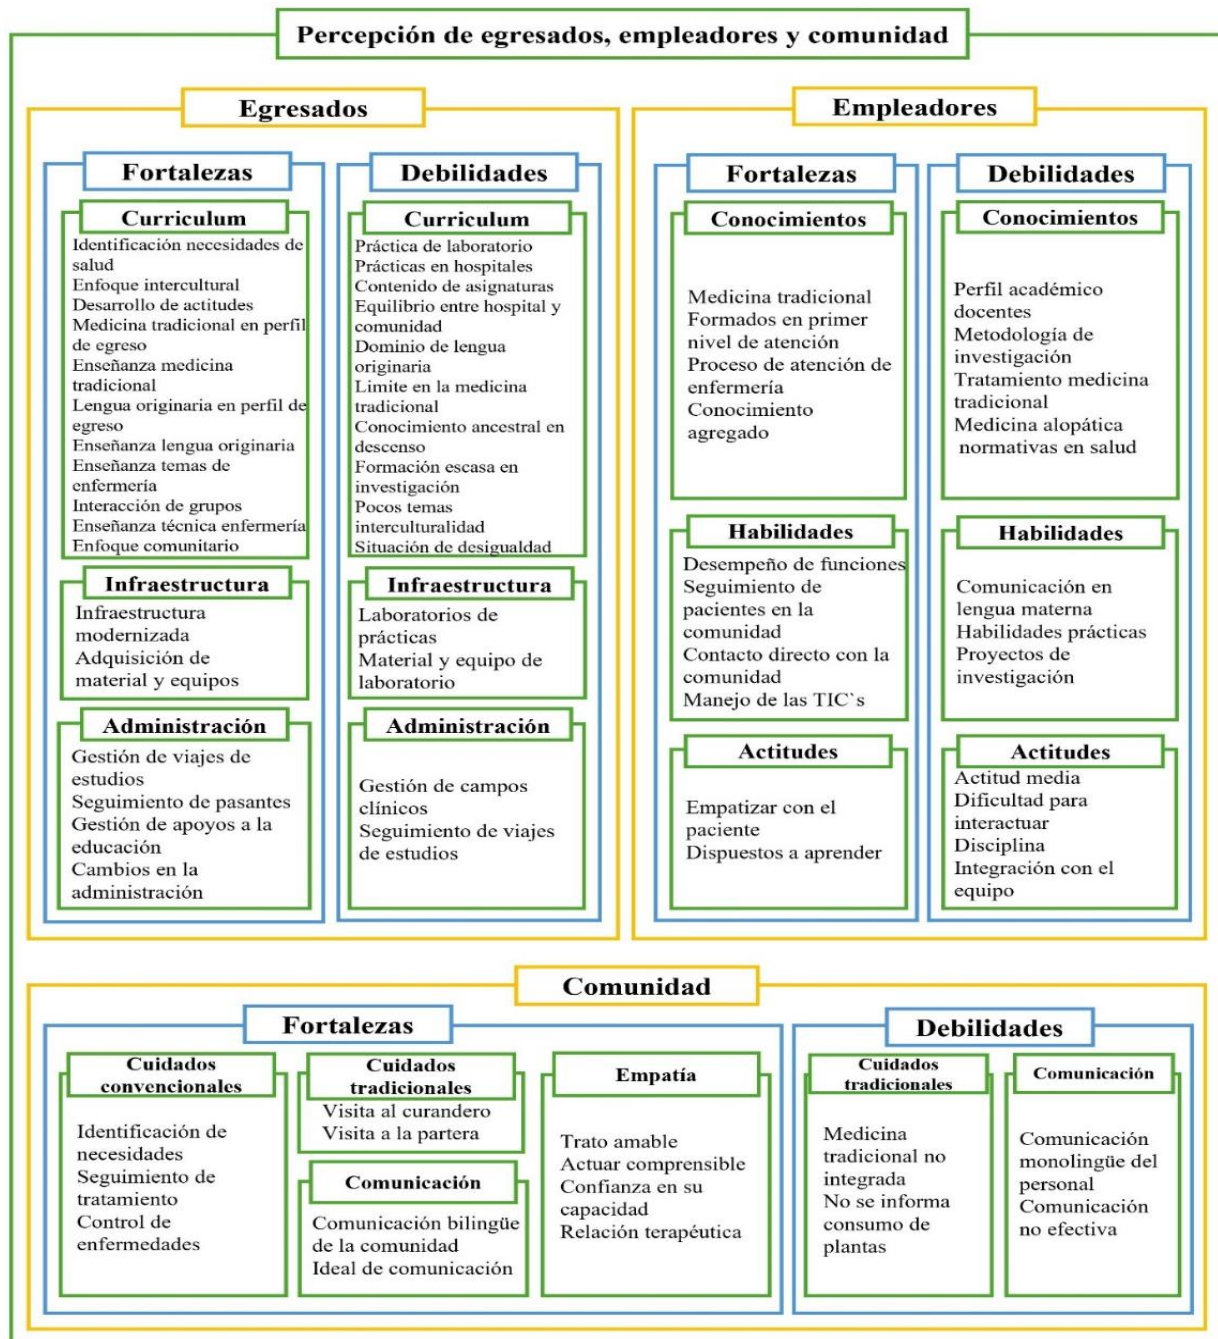 Percepción de egresados, empleadores y comunidad
Egresados
Fortalezas
Curriculum
Identificación necesidades de
salud
Enfoque intercultural
Desarrollo de actitudes
Medicina tradicional en perfil
de egreso
Enseñanza medicina
tradicional
Lengua originaria en perfil de
egreso
Enseñanza lengua originaria
Enseñanza temas de
enfermería
Interacción de grupos
Enseñanza técnica enfermería
Enfoque comunitario
Infraestructura
Infraestructura
modernizada
Adquisición de
material y equipos
Administración
Gestión de viajes de
estudios
Seguimiento de pasantes
Gestión de apoyos a la
educación
Cambios en la
administración
Debilidades
Curriculum
Práctica de laboratorio
Prácticas en hospitales
Contenido de asignaturas
Equilibrio entre hospital y
comunidad
Dominio de lengua
originaria
Limite en la medicina
tradicional
Conocimiento ancestral en
descenso
Formación escasa en
investigación
Pocos temas
interculturalidad
Situación de desigualdad
Infraestructura
Laboratorios de
prácticas
Material y equipo de
laboratorio
Administración
Gestión de campos
clínicos
Seguimiento de viajes
de estudios
Empleadores
Fortalezas
Conocimientos
Medicina tradicional
Formados en primer
nivel de atención
Proceso de atención de
enfermería
Conocimiento
agregado
Habilidades
Desempeño de funciones
Seguimiento de
pacientes en la
comunidad
Contacto directo con la
comunidad
Manejo de las TIC`s
Actitudes
Empatizar con el
paciente
Dispuestos a aprender
Debilidades
Conocimientos
Perfil académico
docentes
Metodología de
investigación
Tratamiento medicina
tradicional
Medicina alopática
normativas en salud
Habilidades
Comunicación en
lengua materna
Habilidades prácticas
Proyectos de
investigación
Actitudes
Actitud media
Dificultad para
interactuar
Disciplina
Integración con el
equipo
Comunidad
Fortalezas
Cuidados
convencionales
Identificación de
necesidades
Seguimiento de
tratamiento
Control de
enfermedades
Cuidados
tradicionales
Visita al curandero
Visita a la partera
Comunicación
Comunicación bilingüe
de la comunidad
Ideal de comunicación
Empatía
Trato amable
Actuar comprensible
Confianza en su
capacidad
Relación terapéutica
Debilidades
Cuidados
tradicionales
Medicina
tradicional no
integrada
No se informa
consumo de
plantas
Comunicación
Comunicación
monolingüe del
personal
Comunicación
no efectiva